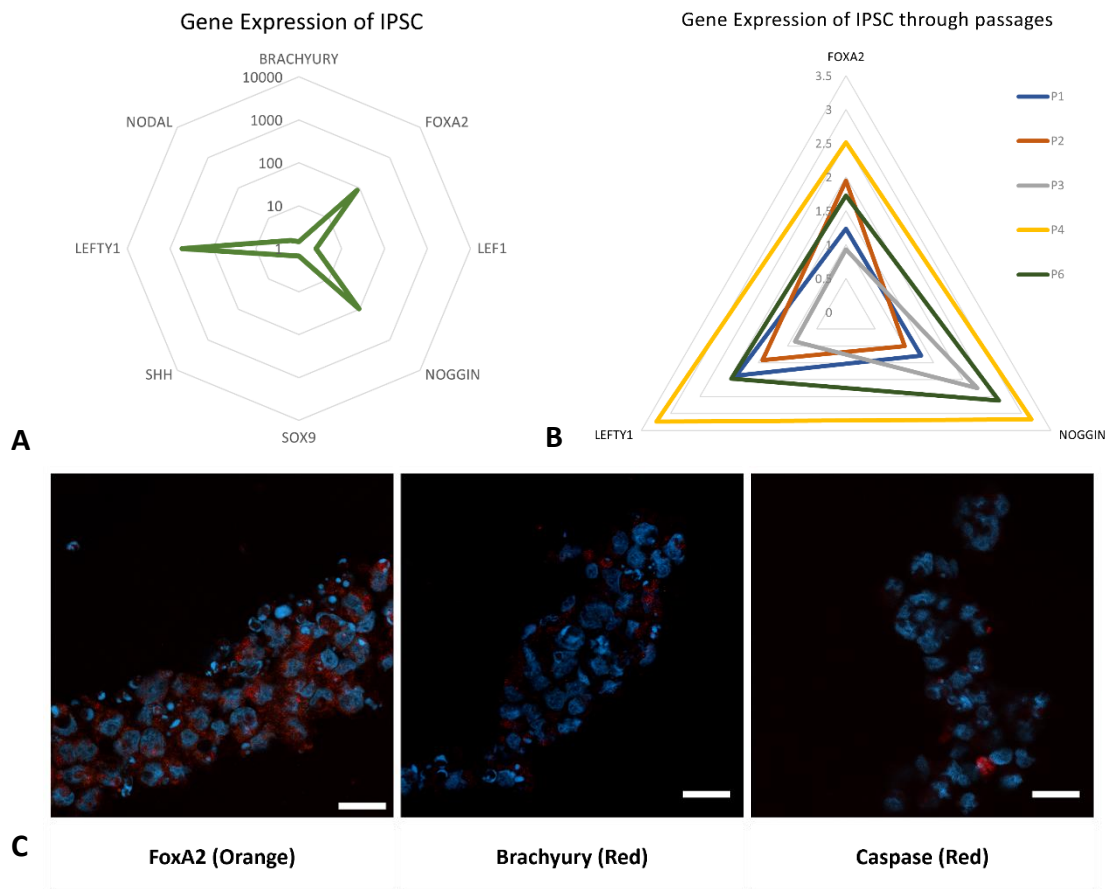 Gene Expression of IPSC
BRACHYURY
10000
1000
100
10
1
FOXA2
LEF1
NOGGIN
SOX9
SHH
LEFTY1
NODAL
A
Gene Expression of IPSC through passages
FOXA2
3.5
3
2.5
2
1.5
1
0.5
0
NOGGIN
LEFTY1
P1
P2
P3
P4
P6
B
C
FoxA2 (Orange)
Brachyury (Red)
Caspase (Red)